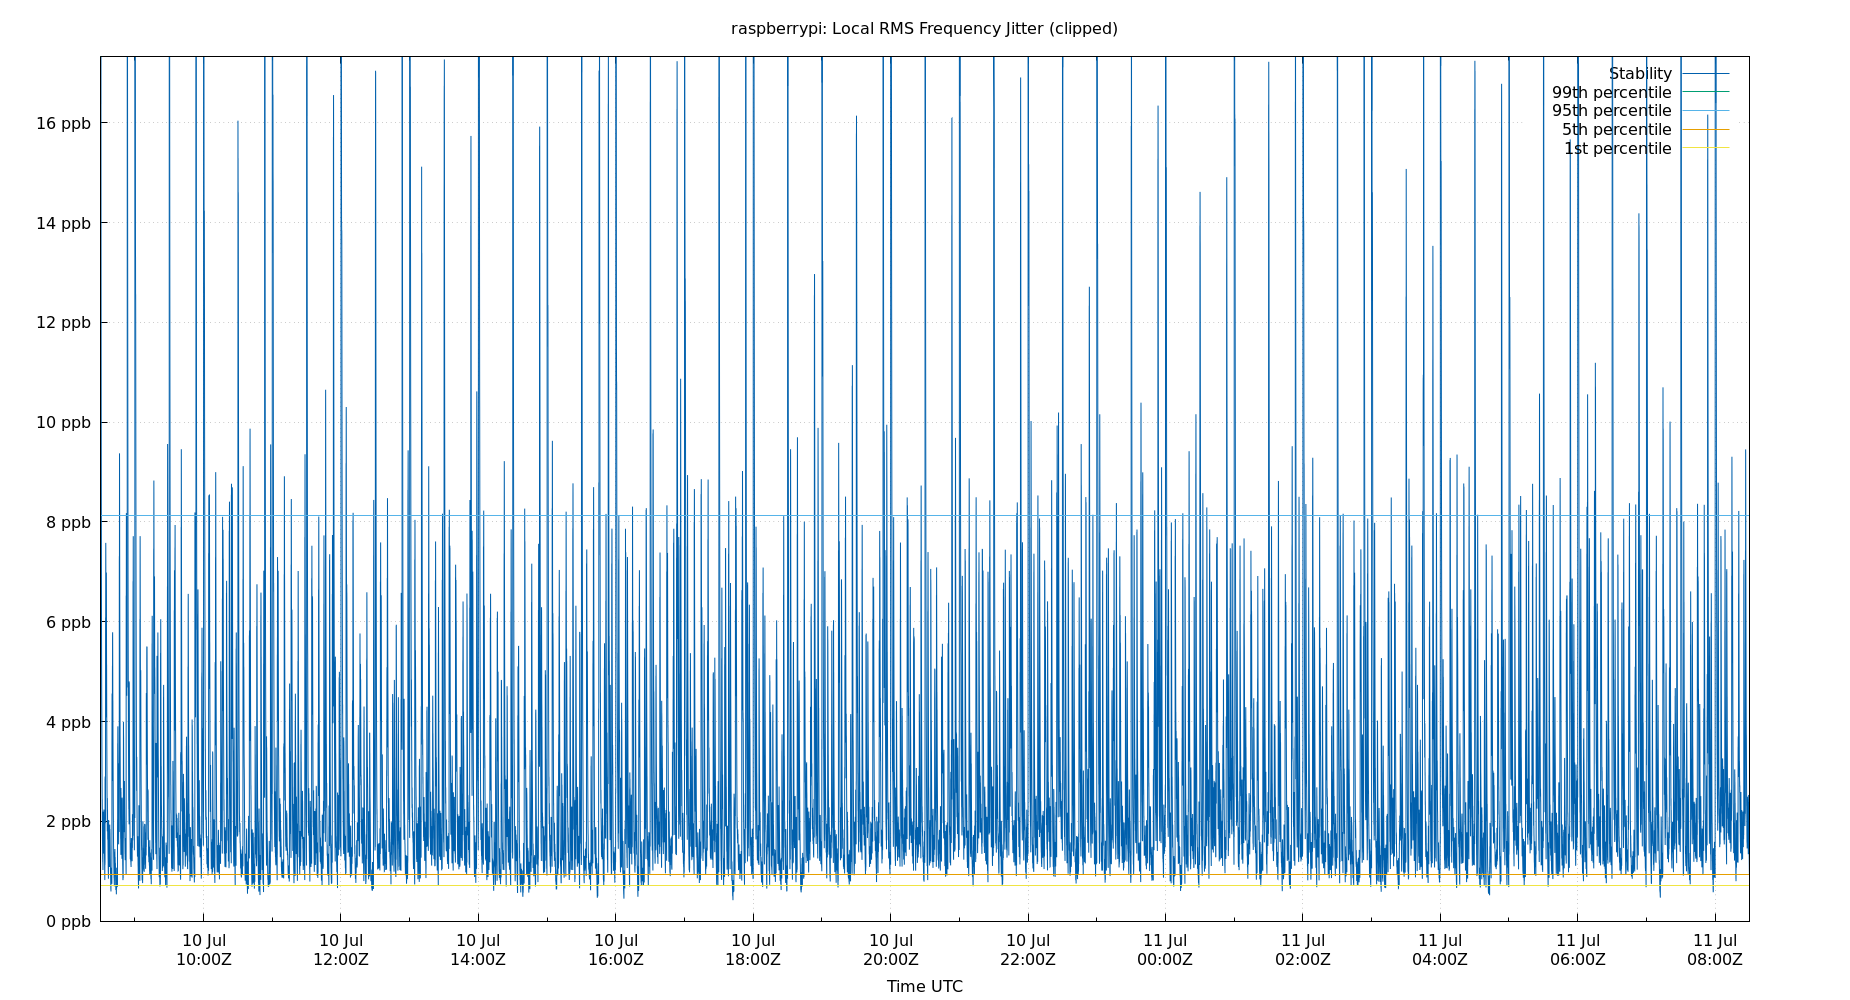 raspberrypi: Local RMS Frequency Jitter (clipped)
Stability
99th percentile
95th percentile
5th percentile
1st percentile
16 ppb
14 ppb
12 ppb
10 ppb
8 ppb
6 ppb
4 ppb
2 ppb
0 ppb
10 Jul 10 Jul 10 Jul 10 Jul 10 Jul 10 Jul 10 Jul 11 Jul 11 Jul 11 Jul 11 Jul 11 Jul
10:00Z 12:00Z 14:00Z 16:00Z 18:00Z 20:00Z 22:00Z 00:00Z 02:00Z 04:00Z 06:00Z 08:00Z
Time UTC